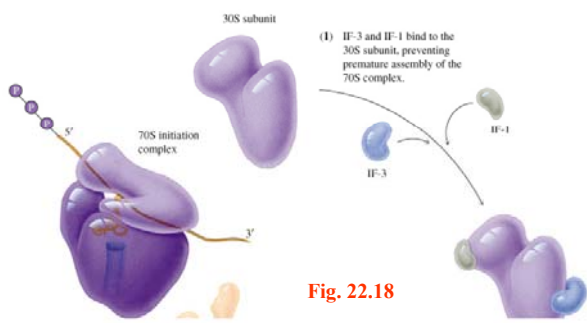 30S subunit
(1) IF-3 and IF-1 bind to the
30S subunit, preventing
premature assembly of the
70S complex.
P
P
P
5'
70S initiation
complex
IF-1
IF-3
3'
Fig. 22.18